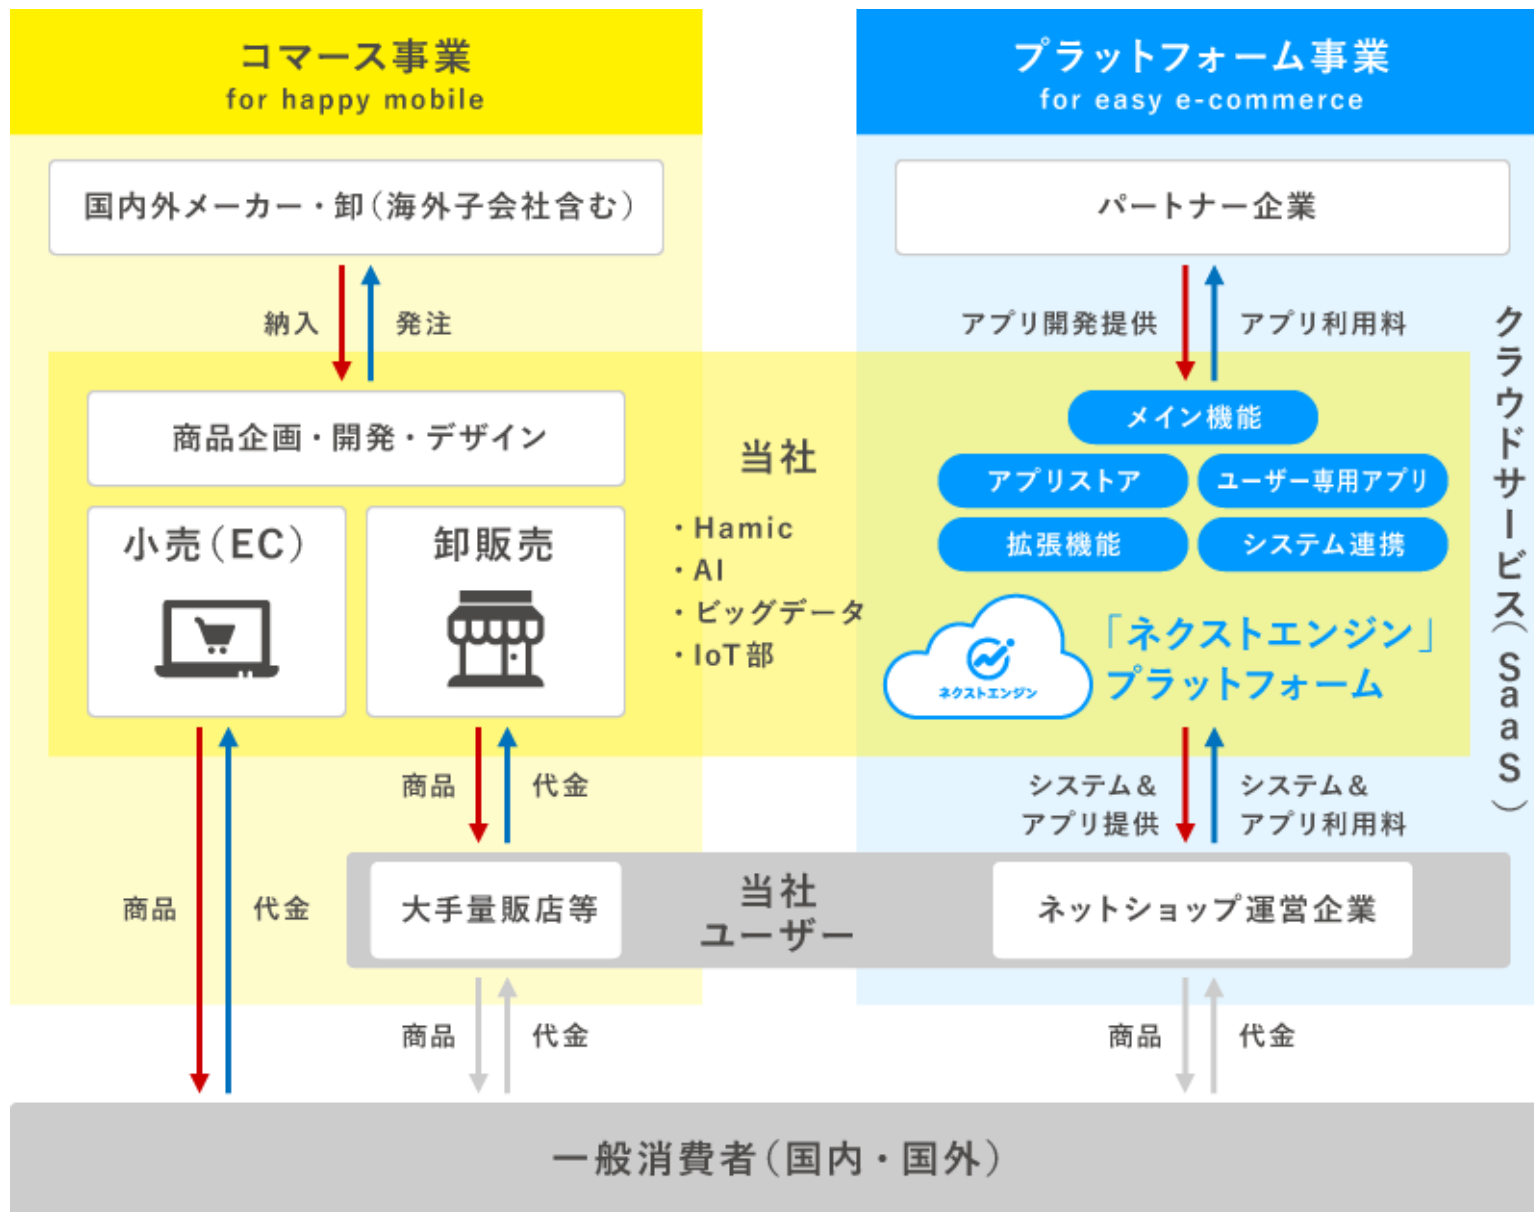 コマース事業
for happy mobile
国内外メーカー・卸(海外子会社含む)
納入
発注
商品企画・開発・デザイン
小売(EC)
卸販売
商品
代金
商品
代金
大手量販店等
商品
代金
当社
・Hamic
・AI
・ビッグデータ
・IoT部
当社
ユーザー
プラットフォーム事業
for easy e-commerce
パートナー企業
アプリ開発提供
アプリ利用料
メイン機能
アプリストア
ユーザー専用アプリ
拡張機能
システム連携
ネクストエンジン
「ネクストエンジン」
プラットフォーム
システム&
アプリ提供
システム&
アプリ利用料
ネットショップ運営企業
商品
代金
クラウドサービス(SaaS)
一般消費者(国内・国外)